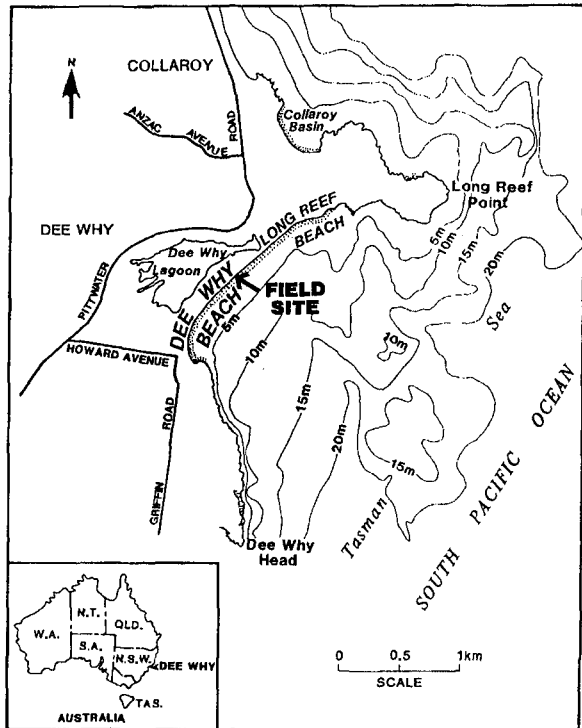 N
COLLAROY
ANZAC
AVENUE
ROAD
Collaroy
Basin
Long Reef
Point
DEE WHY
LONG REEF
BEACH
5m
10m
15m
20m
Dee Why
Lagoon
DEE WHY
BEACH
FIELD
SITE
5m
PITTWATER
HOWARD AVENUE
10m
10m
15m
20m
15m
ROAD
GRIFFIN
Dee Why
Head
Tasman
Sea
SOUTH PACIFIC OCEAN
N.T.
W.A.
QLD.
S.A.
N.S.W.
DEE WHY
TAS.
AUSTRALIA
0 0.5 1km
SCALE